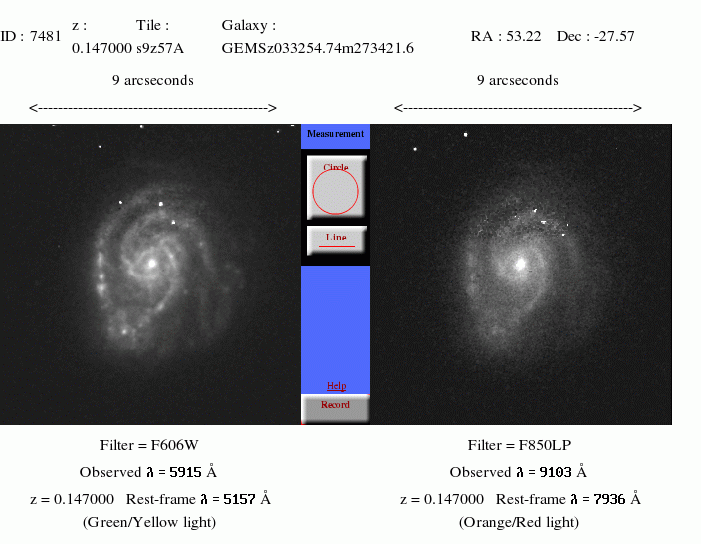 z : Tile : Galaxy :
ID : 7481 RA : 53.22 Dec : -27.57
0.147000 s9z57A GEMSz033254.74m273421.6
9 arcseconds 9 arcseconds
<----------------------------------------------> <---------------------------------------------->
Measurement
Circle
Line
Help
Record
Filter = F606W Filter = F850LP
Observed λ = 5915 Å Observed λ = 9103 Å
z = 0.147000 Rest-frame λ = 5157 Å z = 0.147000 Rest-frame λ = 7936 Å
(Green/Yellow light) (Orange/Red light)